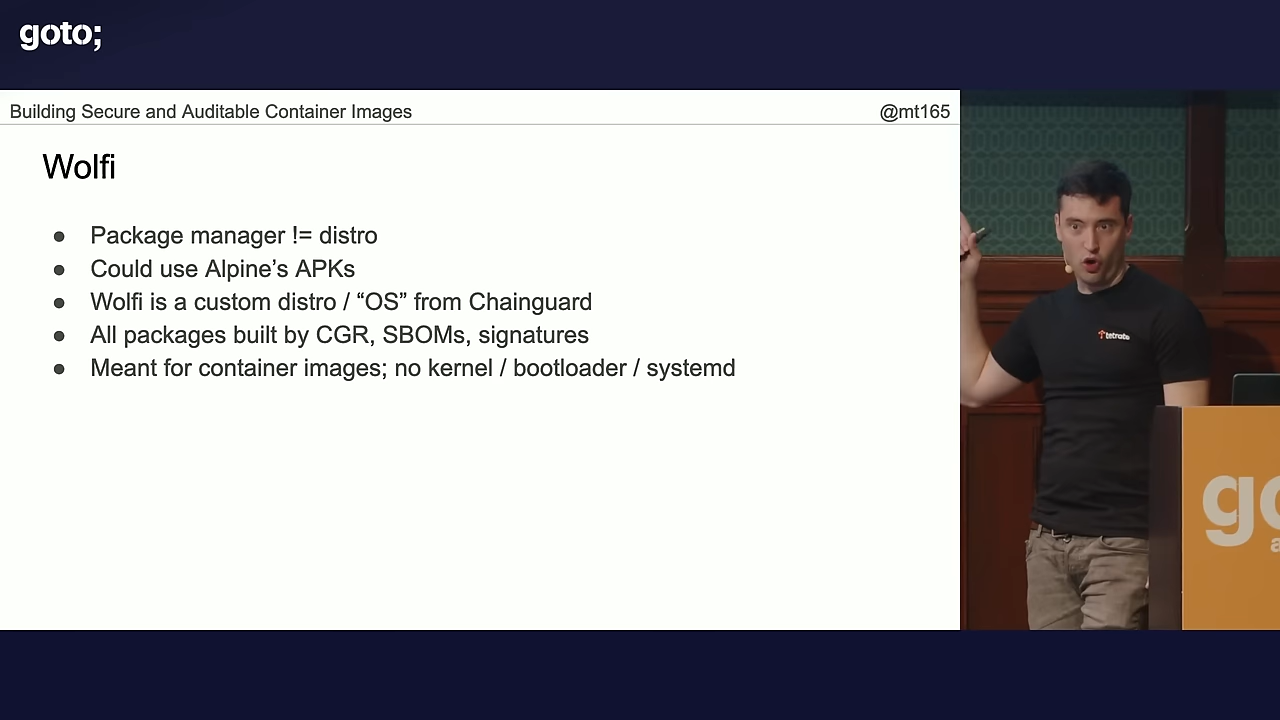 goto;
Building Secure and Auditable Container Images
@mt165
Wolfi
● Package manager != distro
● Could use Alpine’s APKs
● Wolfi is a custom distro / “OS” from Chainguard
● All packages built by CGR, SBOMs, signatures
● Meant for container images; no kernel / bootloader / systemd
tetrate
go
a